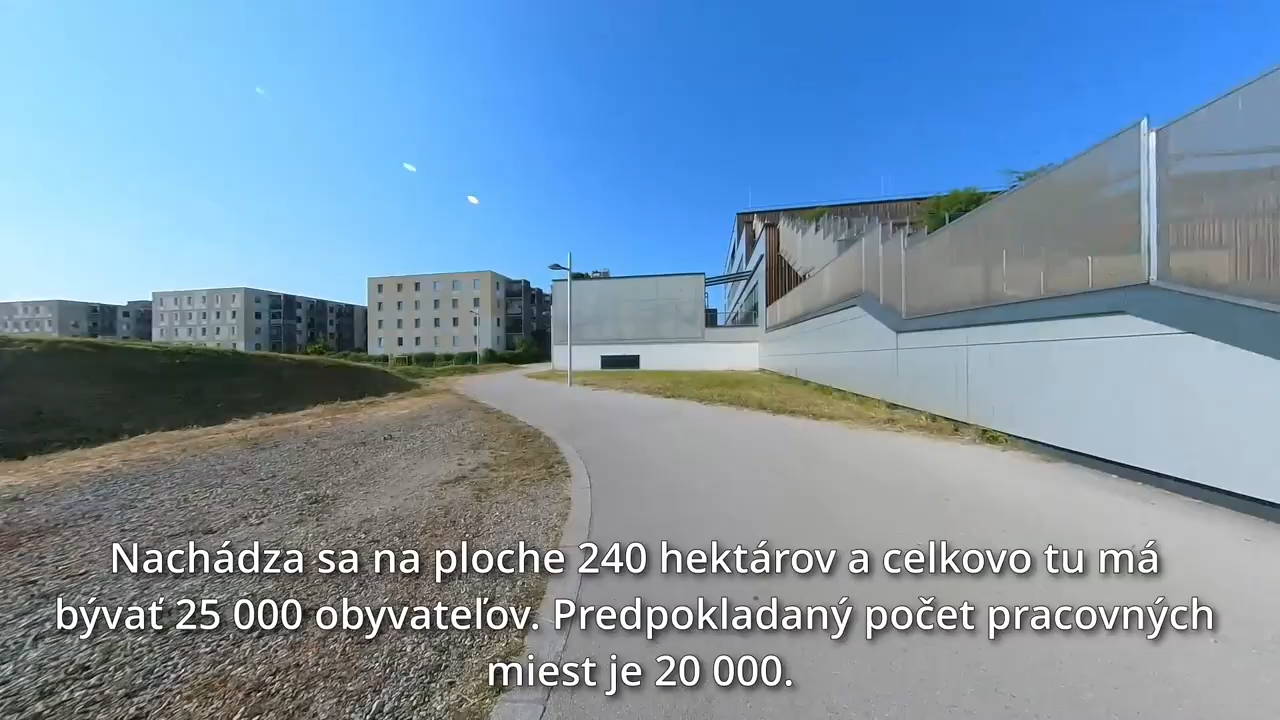 Nachádza sa na ploche 240 hektárov a celkovo tu má
bývať 25 000 obyvateľov. Predpokladaný počet pracovných
miest je 20 000.